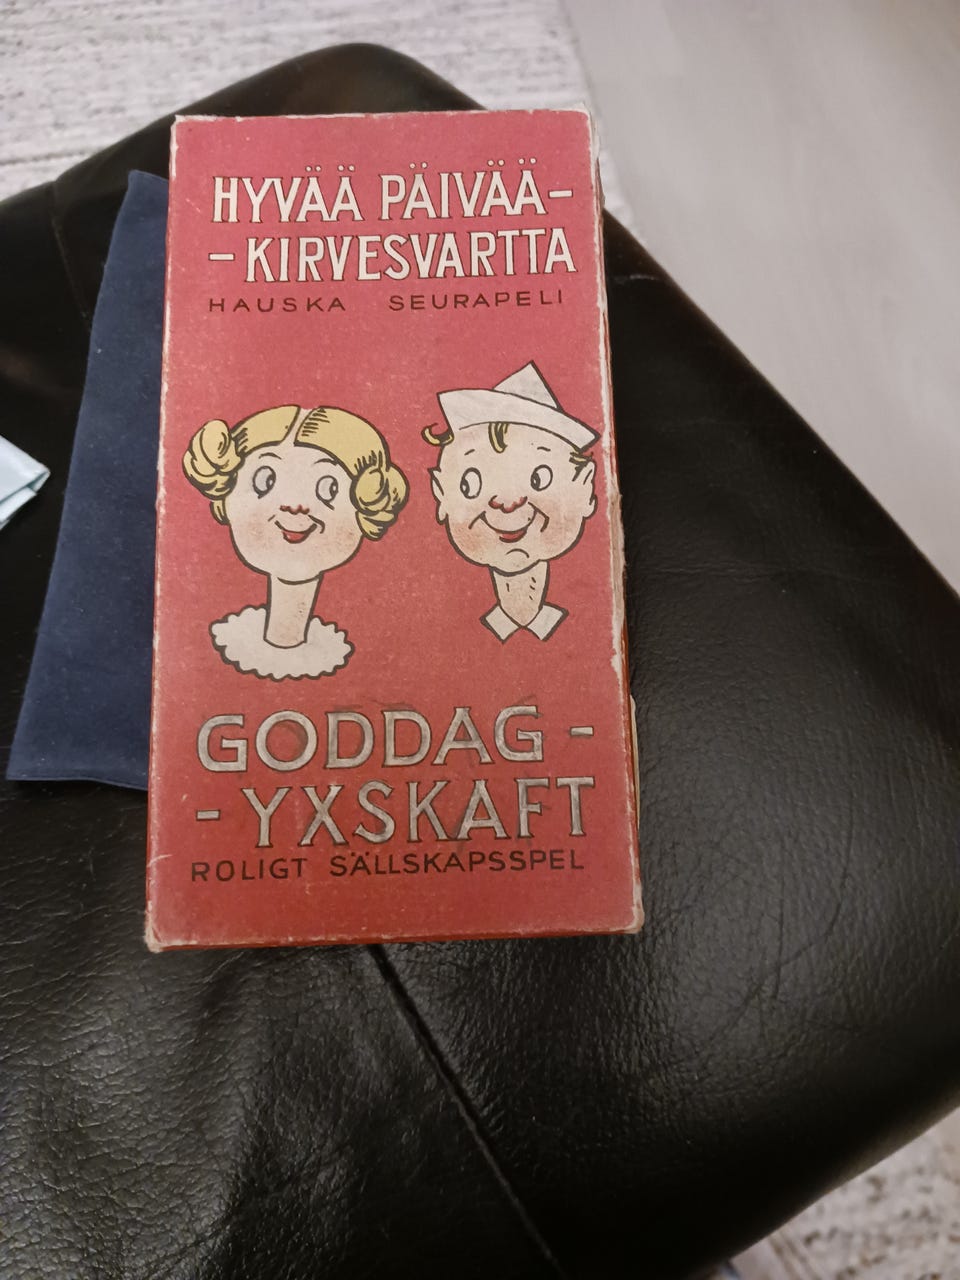 HYVÄÄ PÄIVÄÄ-
-KIRVESVARTTA
HAUSKA SEURAPELI
GODDAG -
- YXSKAFT
ROLIGT SÄLLSKAPSSPEL